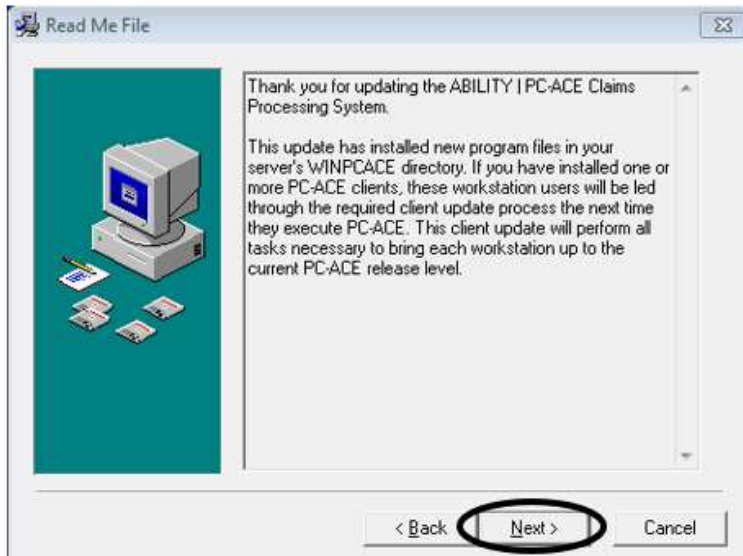 Read Me File
Thank you for updating the ABILITY | PC-ACE Claims
Processing System.
This update has installed new program files in your
server's WINPCACE directory. If you have installed one or
more PC-ACE clients, these workstation users will be led
through the required client update process the next time
they execute PC-ACE. This client update will perform all
tasks necessary to bring each workstation up to the
current PC-ACE release level.
< Back Next > Cancel